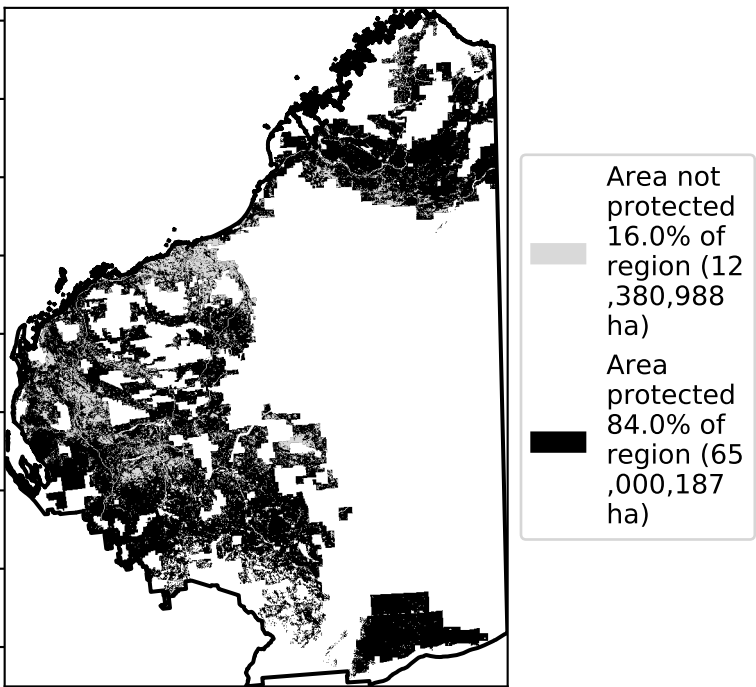 Area not
protected
16.0% of
region (12
,380,988
ha)
Area
protected
84.0% of
region (65
,000,187
ha)